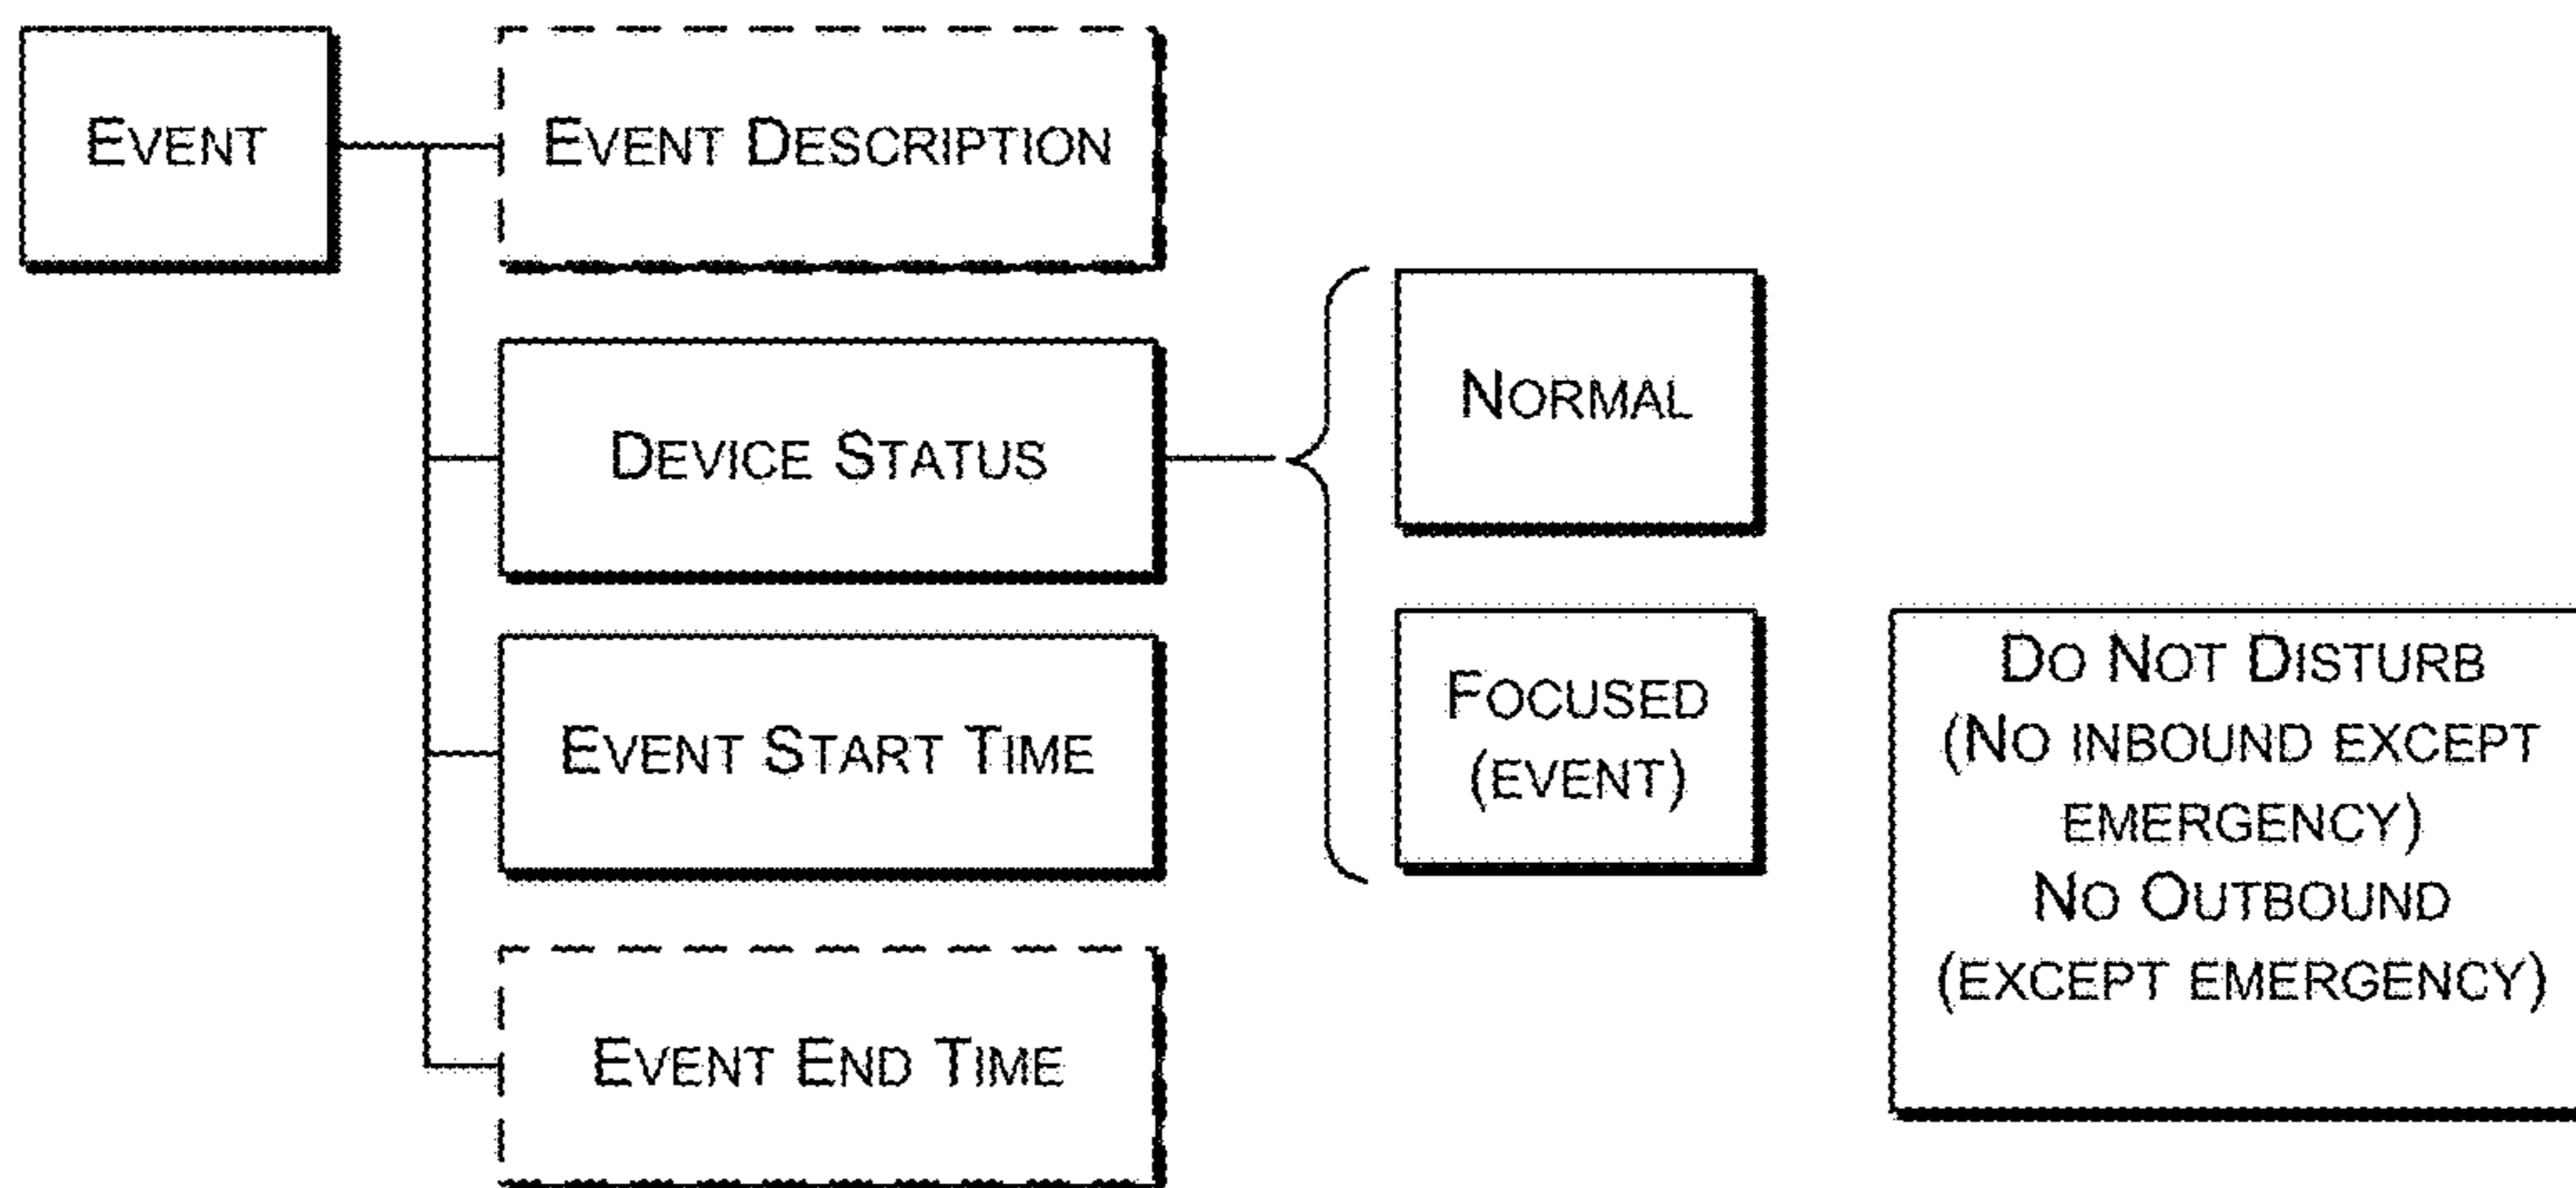 EVENT
EVENT DESCRIPTION
DEVICE STATUS
EVENT START TIME
EVENT END TIME
NORMAL
FOCUSED
(EVENT)
DO NOT DISTURB
(NO INBOUND EXCEPT
EMERGENCY)
NO OUTBOUND
(EXCEPT EMERGENCY)